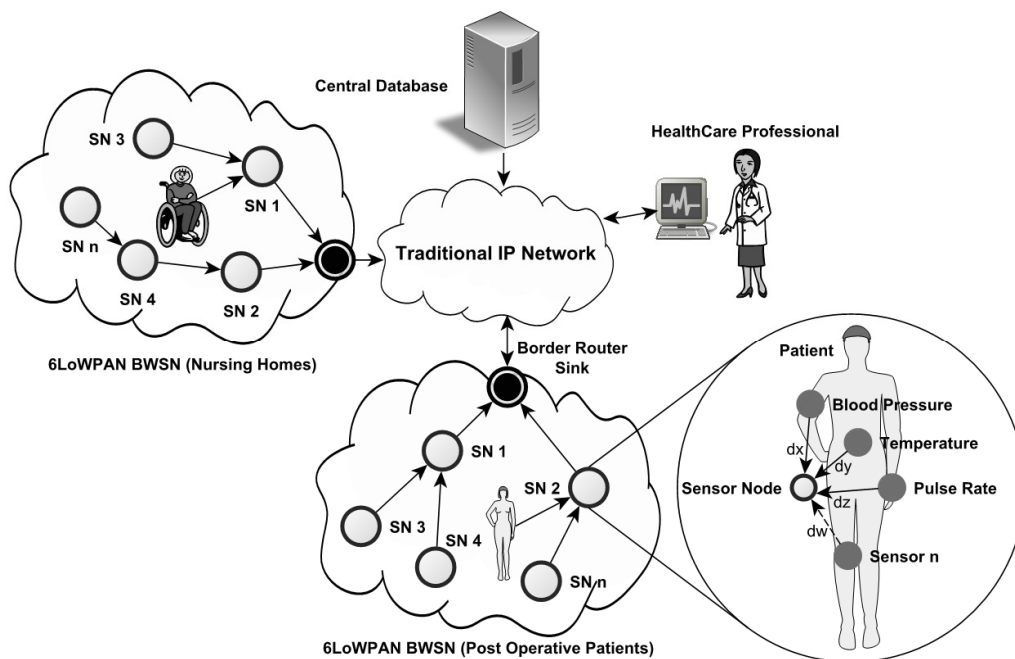 Central Database
HealthCare Professional
SN 3
SN 1
SN n
SN 4
SN 2
Traditional IP Network
6LoWPAN BWSN (Nursing Homes)
Border Router
Sink
Patient
Blood Pressure
SN 1
dx
Temperature
dy
SN 2
Sensor Node
dz
Pulse Rate
SN 3
SN 4
dw
Sensor n
SN n
6LoWPAN BWSN (Post Operative Patients)